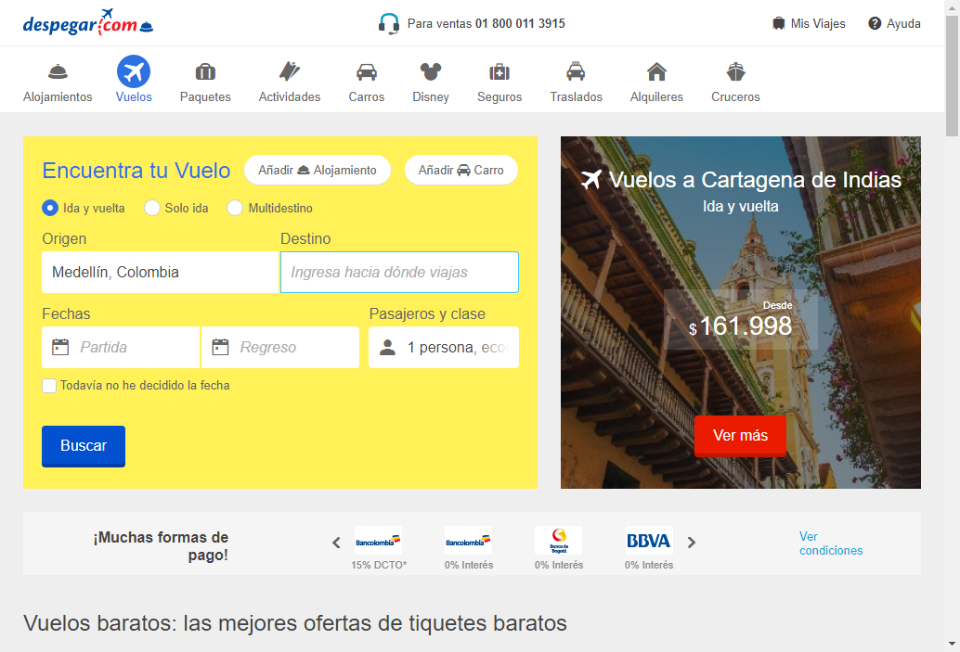 despegar.com
Para ventas 01 800 011 3915
Mis Viajes
Ayuda
Alojamientos
Vuelos
Paquetes
Actividades
Carros
Disney
Seguros
Traslados
Alquileres
Cruceros
Encuentra tu Vuelo
Añadir Alojamiento
Añadir Carro
Ida y vuelta
Solo ida
Multidestino
Origen
Destino
Medellín, Colombia
Ingresa hacia dónde viajas
Fechas
Pasajeros y clase
Partida
Regreso
1 persona, eco
Todavía no he decidido la fecha
Buscar
Vuelos a Cartagena de Indias
Ida y vuelta
Desde
$161.998
Ver más
¡Muchas formas de
pago!
Bancolombia
15% DCTO*
Bancolombia
0% Interés
Banco de
Bogotá
0% Interés
BBVA
0% Interés
Ver
condiciones
Vuelos baratos: las mejores ofertas de tiquetes baratos